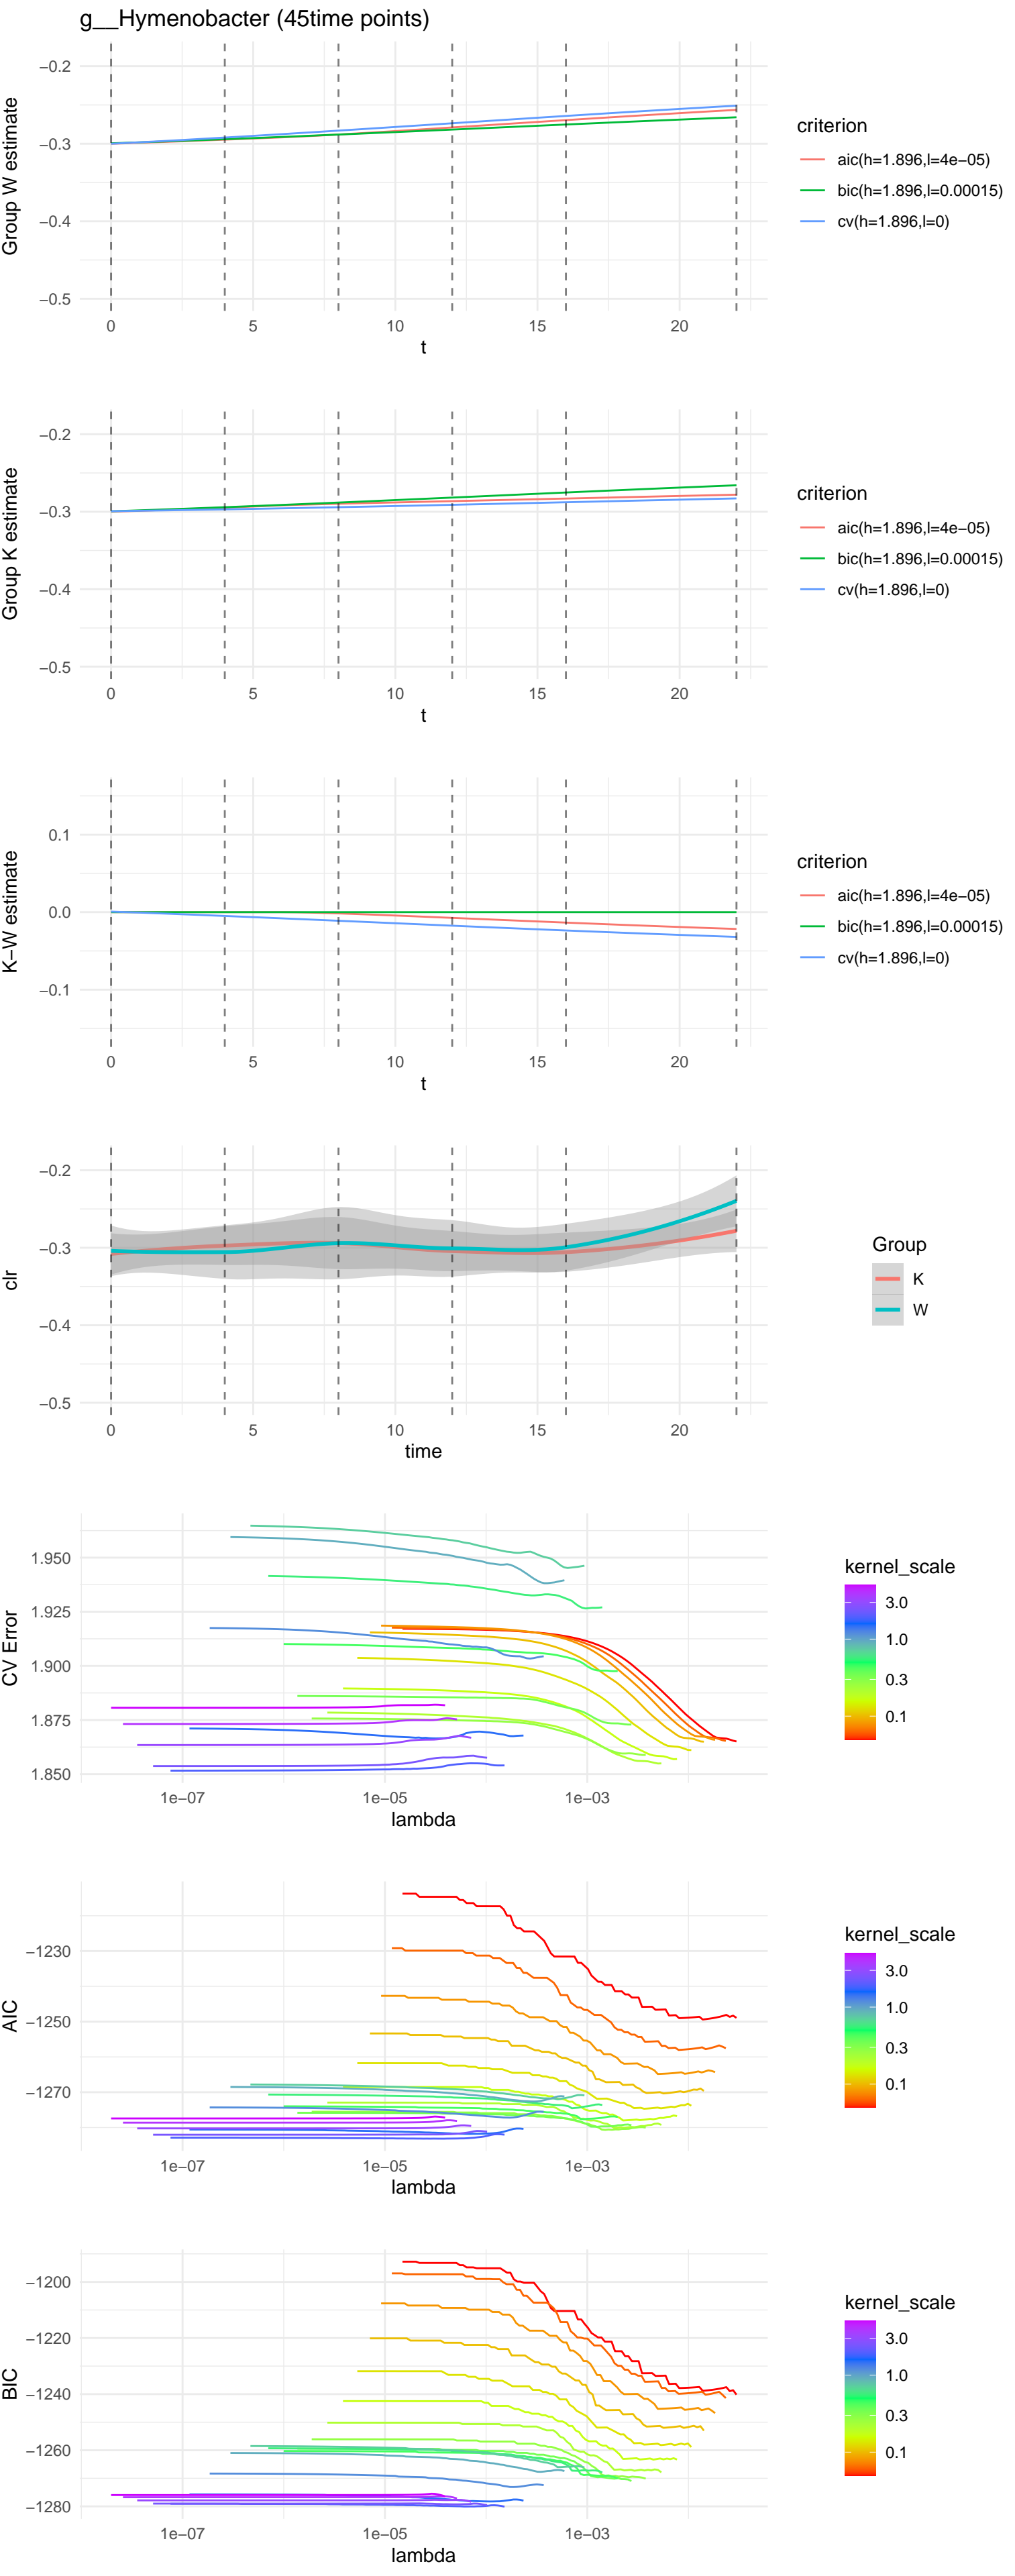 g__Hymenobacter (45time points)
Group W estimate
−0.2
−0.3
−0.4
−0.5
0 5 10 15 20
t
criterion
aic(h=1.896,l=4e−05)
bic(h=1.896,l=0.00015)
cv(h=1.896,l=0)
Group K estimate
−0.2
−0.3
−0.4
−0.5
0 5 10 15 20
t
criterion
aic(h=1.896,l=4e−05)
bic(h=1.896,l=0.00015)
cv(h=1.896,l=0)
K−W estimate
0.1
0.0
−0.1
0 5 10 15 20
t
criterion
aic(h=1.896,l=4e−05)
bic(h=1.896,l=0.00015)
cv(h=1.896,l=0)
clr
−0.2
−0.3
−0.4
−0.5
0 5 10 15 20
time
Group
K
W
CV Error
1.950
1.925
1.900
1.875
1.850
1e−07 1e−05 1e−03
lambda
kernel_scale
3.0
1.0
0.3
0.1
AIC
−1230
−1250
−1270
1e−07 1e−05 1e−03
lambda
kernel_scale
3.0
1.0
0.3
0.1
BIC
−1200
−1220
−1240
−1260
−1280
1e−07 1e−05 1e−03
lambda
kernel_scale
3.0
1.0
0.3
0.1